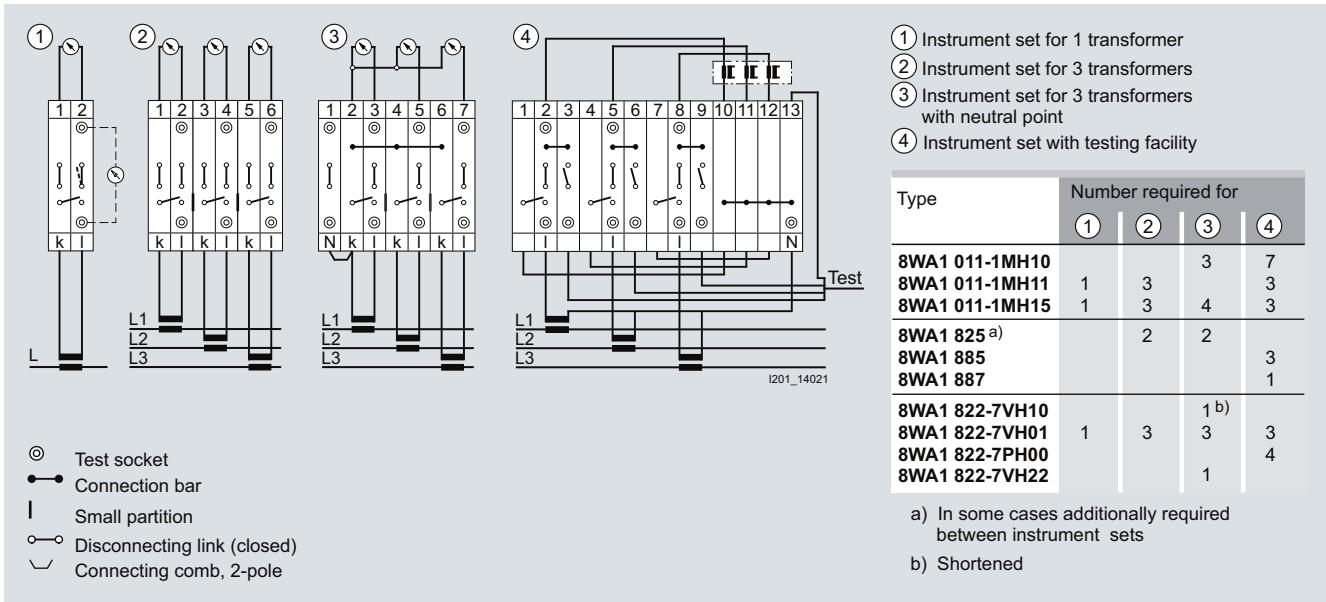 1 2 3 4
1 2
1 2 3 4 5 6
1 2 3 4 5 6 7
1 2 3 4 5 6 7 8 9 10 11 12 13
k l
k l k l k l
N k l k l k l
l l l N
Test
L
L1
L2
L3
L1
L2
L3
L1
L2
L3
I201_14021
Test socket
Connection bar
Small partition
Disconnecting link (closed)
Connecting comb, 2-pole
1 Instrument set for 1 transformer
2 Instrument set for 3 transformers
3 Instrument set for 3 transformers
with neutral point
4 Instrument set with testing facility
Type Number required for
1 2 3 4
8WA1 011-1MH10 3 7
8WA1 011-1MH11 1 3 3
8WA1 011-1MH15 1 3 4 3
8WA1 825 a) 2 2
8WA1 885 3
8WA1 887 1
8WA1 822-7VH10 1 b)
8WA1 822-7VH01 1 3 3 3
8WA1 822-7PH00 4
8WA1 822-7VH22 1
a) In some cases additionally required
between instrument sets
b) Shortened